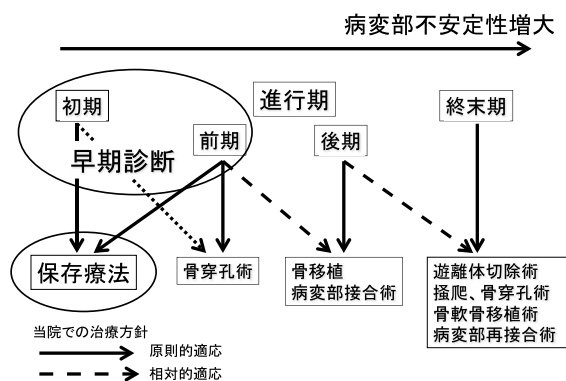 病変部不安定性増大
初期
進行期
終末期
早期診断
前期
後期
保存療法
骨穿孔術
骨移植
病変部接合術
遊離体切除術
掻爬、骨穿孔術
骨軟骨移植術
病変部再接合術
当院での治療方針
原則的適応
相対的適応